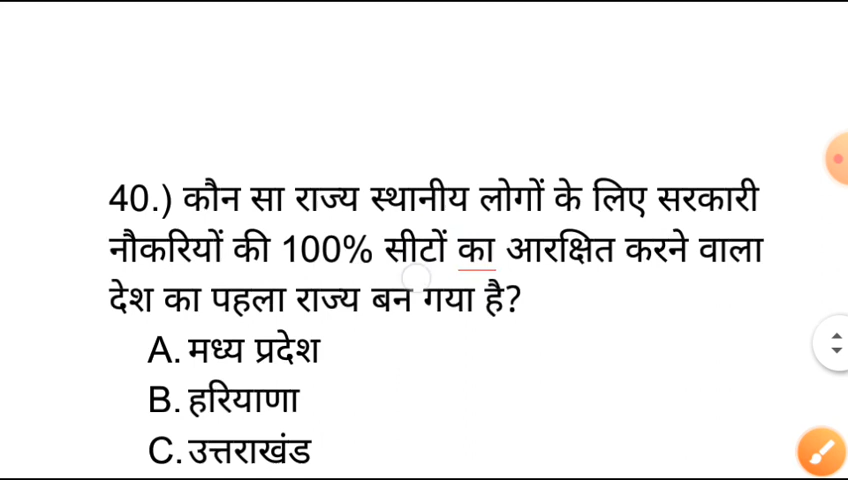 40.) कौन सा राज्य स्थानीय लोगों के लिए सरकारी
नौकरियों की 100% सीटों का आरक्षित करने वाला
देश का पहला राज्य बन गया है?
A. मध्य प्रदेश
B. हरियाणा
C. उत्तराखंड